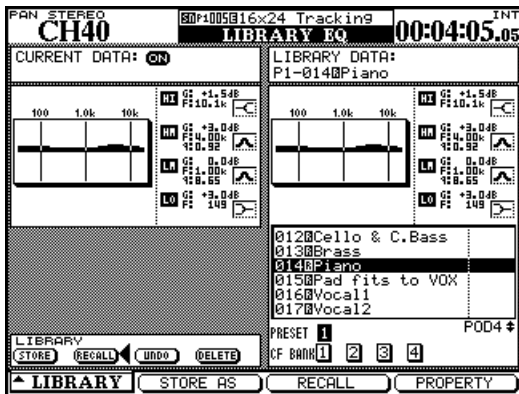 PAN STEREO
CH40
16x24 Tracking
LIBRARY EQ
INT
00:04:05.05
CURRENT DATA: ON
LIBRARY DATA:
P1-014 Piano
100 1.0k 10k
HI G: +1.5dB
F:10.1k
HM G: +3.0dB
F:4.00k
Q:0.92
LM G: 0.0dB
F:1.00k
Q:8.65
LO G: +3.0dB
F: 149
100 1.0k 10k
HI G: +1.5dB
F:10.1k
HM G: +3.0dB
F:4.00k
Q:0.92
LM G: 0.0dB
F:1.00k
Q:8.65
LO G: +3.0dB
F: 149
012 Cello & C.Bass
013 Brass
014 Piano
015 Pad fits to VOX
016 Vocal1
017 Vocal2
LIBRARY
STORE RECALL UNDO DELETE
PRESET 1
POD4
CF BANK 1 2 3 4
LIBRARY STORE AS RECALL PROPERTY